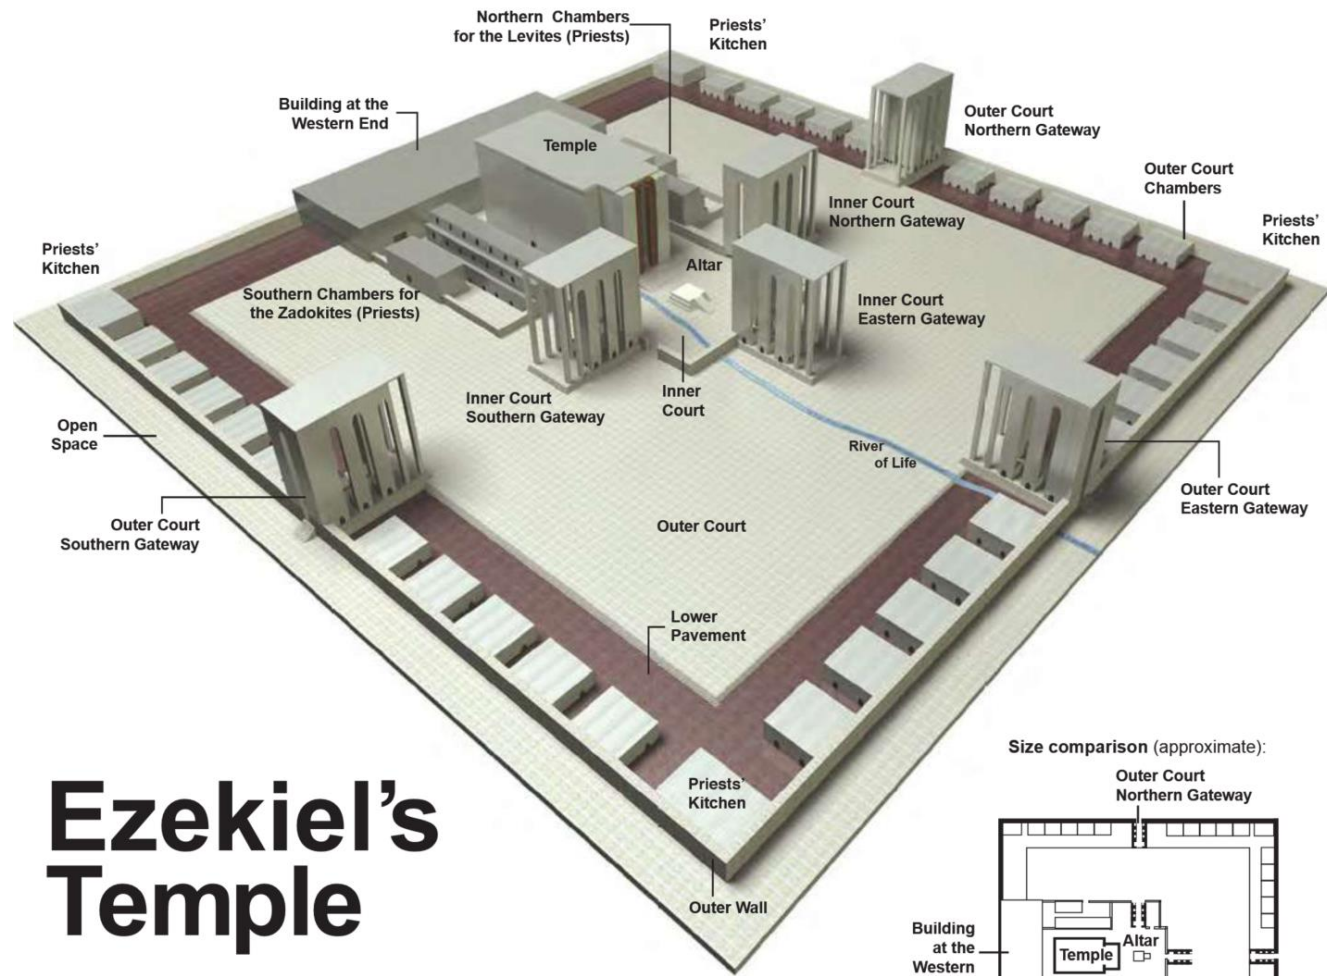 Northern Chambers
for the Levites (Priests)
Priests'
Kitchen
Building at the
Western End
Temple
Outer Court
Northern Gateway
Outer Court
Chambers
Inner Court
Northern Gateway
Priests'
Kitchen
Priests'
Kitchen
Altar
Southern Chambers for
the Zadokites (Priests)
Inner Court
Eastern Gateway
Inner Court
Southern Gateway
Inner
Court
Open
Space
River
of Life
Outer Court
Southern Gateway
Outer Court
Outer Court
Eastern Gateway
Lower
Pavement
Priests'
Kitchen
Outer Wall
Ezekiel’s
Temple
Size comparison (approximate):
Outer Court
Northern Gateway
Building
at the
Western
Temple
Altar